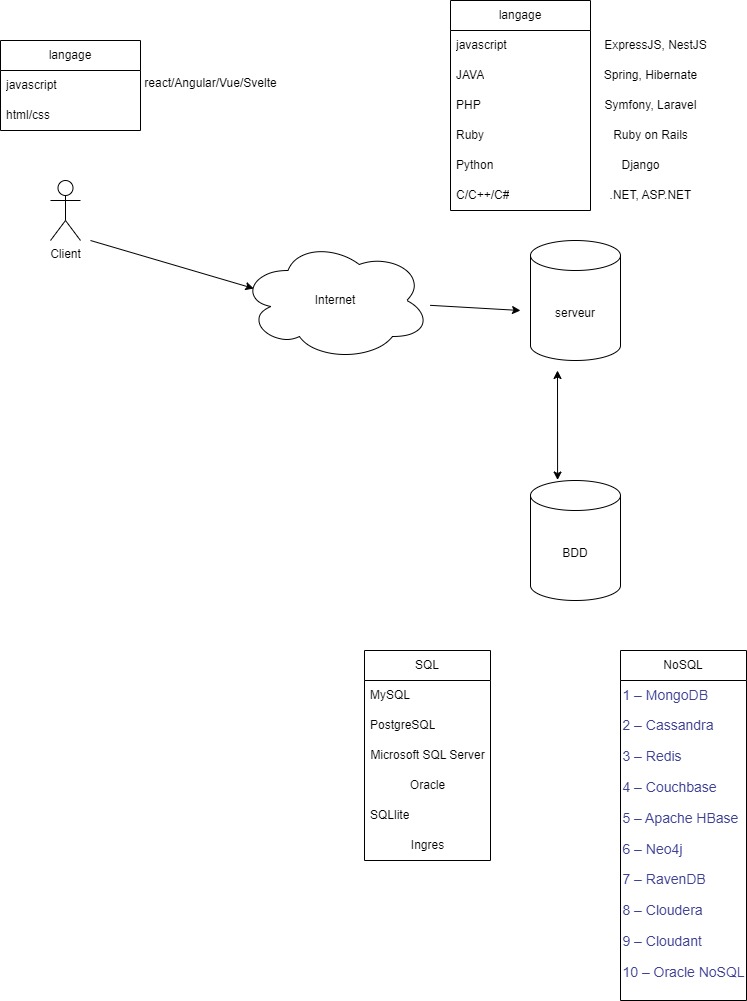 langage
javascript
html/css
react/Angular/Vue/Svelte
langage
javascript ExpressJS, NestJS
JAVA Spring, Hibernate
PHP Symfony, Laravel
Ruby Ruby on Rails
Python Django
C/C++/C# .NET, ASP.NET
Client
Internet
serveur
BDD
SQL
MySQL
PostgreSQL
Microsoft SQL Server
Oracle
SQLlite
Ingres
NoSQL
1 – MongoDB
2 – Cassandra
3 – Redis
4 – Couchbase
5 – Apache HBase
6 – Neo4j
7 – RavenDB
8 – Cloudera
9 – Cloudant
10 – Oracle NoSQL